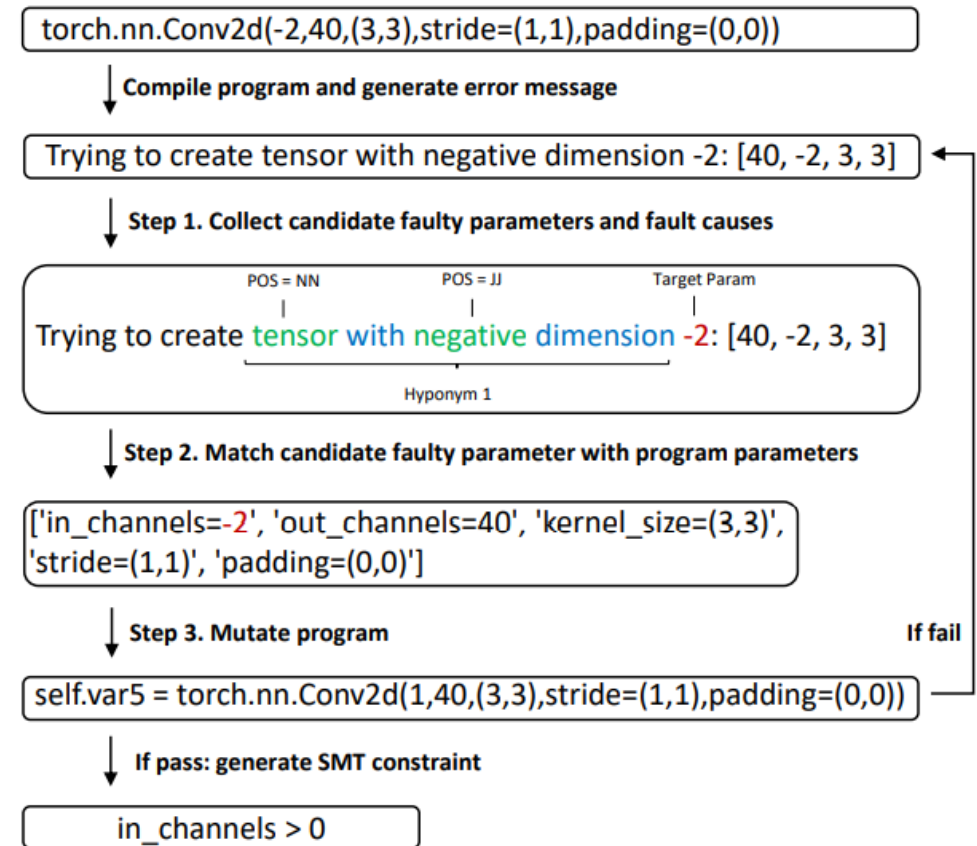 torch.nn.Conv2d(-2,40,(3,3),stride=(1,1),padding=(0,0))
Compile program and generate error message
Trying to create tensor with negative dimension -2: [40, -2, 3, 3]
Step 1. Collect candidate faulty parameters and fault causes
POS = NN POS = JJ Target Param
Trying to create tensor with negative dimension -2: [40, -2, 3, 3]
Hyponym 1
Step 2. Match candidate faulty parameter with program parameters
['in_channels=-2', 'out_channels=40', 'kernel_size=(3,3)',
'stride=(1,1)', 'padding=(0,0)']
Step 3. Mutate program
If fail
self.var5 = torch.nn.Conv2d(1,40,(3,3),stride=(1,1),padding=(0,0))
If pass: generate SMT constraint
in_channels > 0